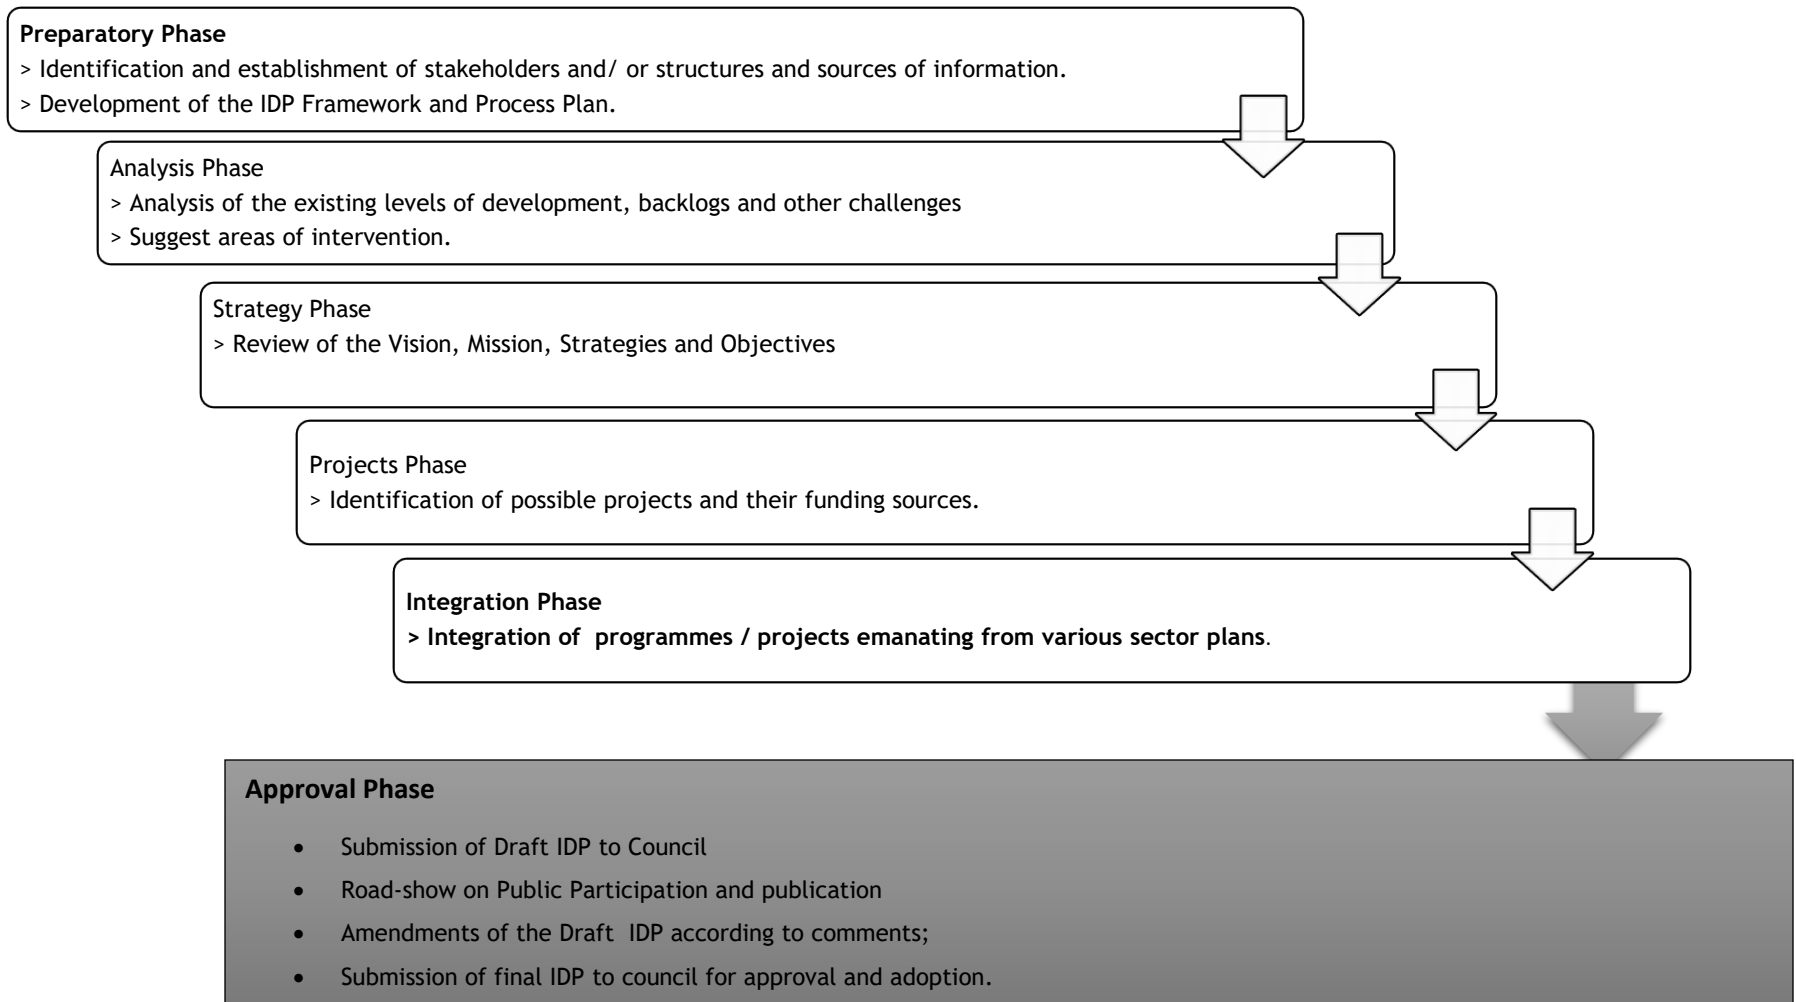 Preparatory Phase
> Identification and establishment of stakeholders and/ or structures and sources of information.
> Development of the IDP Framework and Process Plan.
Analysis Phase
> Analysis of the existing levels of development, backlogs and other challenges
> Suggest areas of intervention.
Strategy Phase
> Review of the Vision, Mission, Strategies and Objectives
Projects Phase
> Identification of possible projects and their funding sources.
Integration Phase
> Integration of  programmes / projects emanating from various sector plans.
Approval Phase
• Submission of Draft IDP to Council
• Road-show on Public Participation and publication
• Amendments of the Draft  IDP according to comments;
• Submission of final IDP to council for approval and adoption.